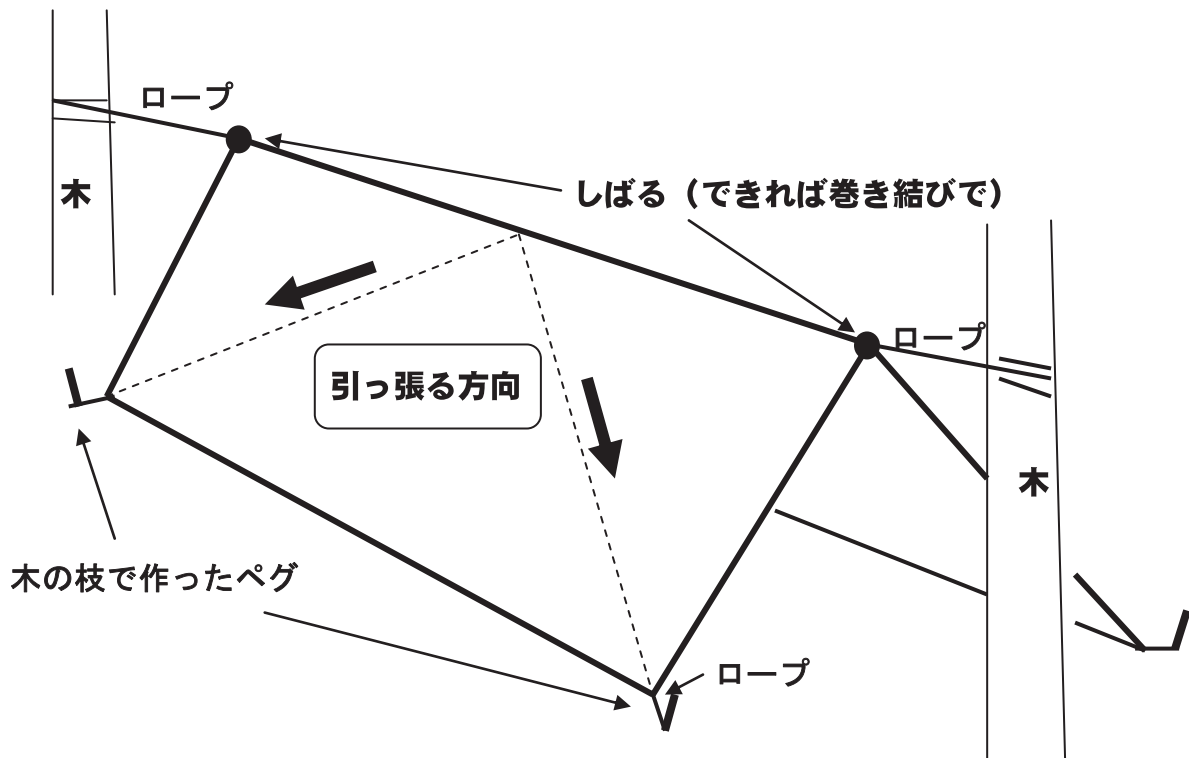 ロープ
木
しばる（できれば巻き結びで）
ロープ
引っ張る方向
木
木の枝で作ったペグ
ロープ